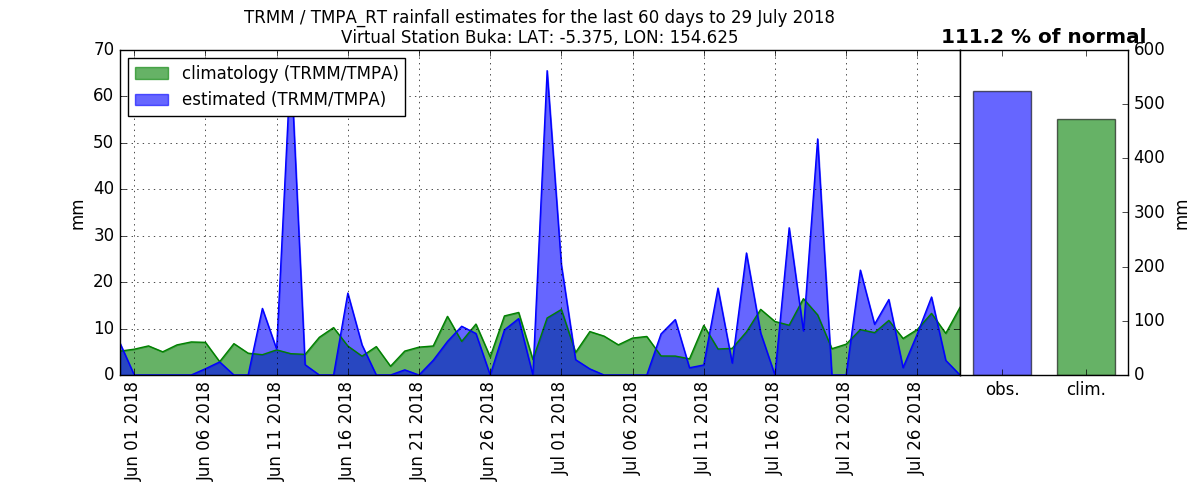 TRMM / TMPA_RT rainfall estimates for the last 60 days to 29 July 2018
Virtual Station Buka: LAT: -5.375, LON: 154.625
111.2 % of normal
climatology (TRMM/TMPA)
estimated (TRMM/TMPA)
mm
70
60
50
40
30
20
10
0
Jun 01 2018
Jun 06 2018
Jun 11 2018
Jun 16 2018
Jun 21 2018
Jun 26 2018
Jul 01 2018
Jul 06 2018
Jul 11 2018
Jul 16 2018
Jul 21 2018
Jul 26 2018
obs.
clim.
600
500
400
300
200
100
0
mm